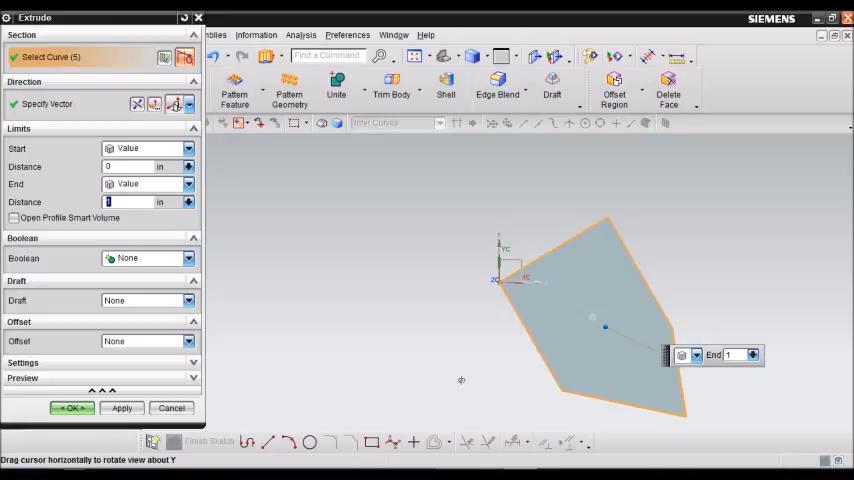 Extrude
SIEMENS
Section
Select Curve (5)
Direction
Specify Vector
Limits
Start
Value
Distance
0
in
End
Value
Distance
1
in
Open Profile Smart Volume
Boolean
Boolean
None
Draft
Draft
None
Offset
Offset
None
Settings
Preview
< OK >
Apply
Cancel
blies
Information
Analysis
Preferences
Window
Help
Find a Command
Pattern
Feature
Pattern
Geometry
Unite
Trim Body
Shell
Edge Blend
Draft
Offset
Region
Delete
Face
Infer Curves
Y
YC
ZC
XC
End 1
Finish Sketch
Drag cursor horizontally to rotate view about Y